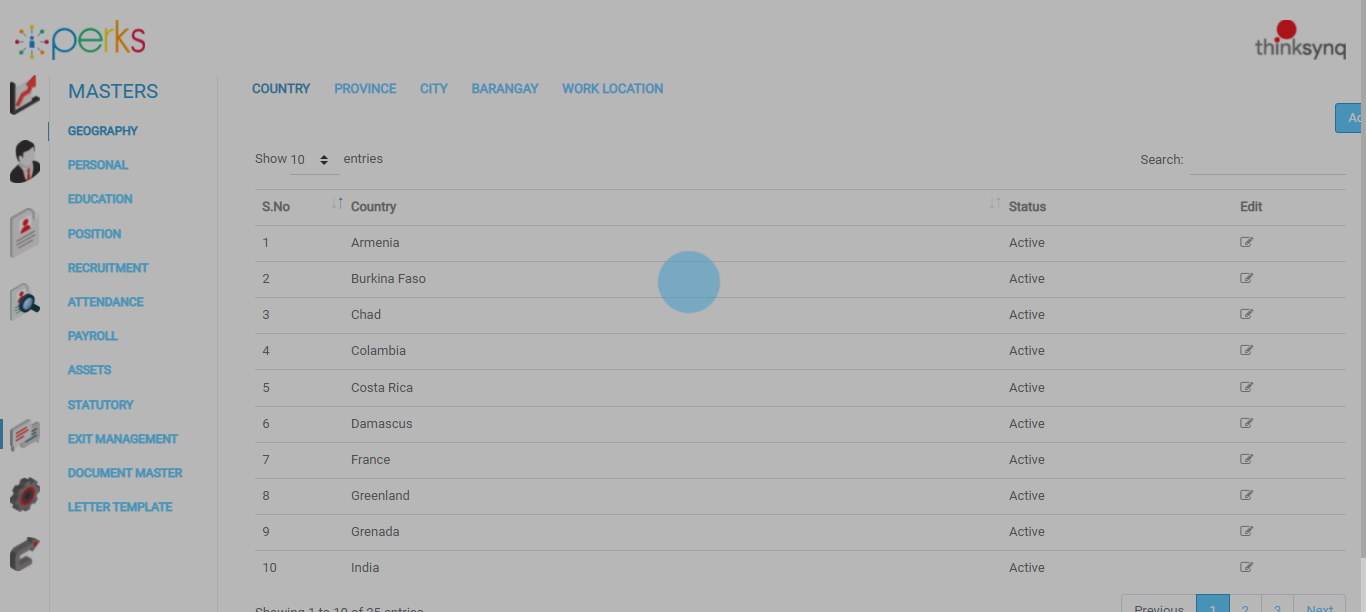 perks
thinksynq
MASTERS
COUNTRY PROVINCE CITY BARANGAY WORK LOCATION
GEOGRAPHY
PERSONAL
EDUCATION
POSITION
RECRUITMENT
ATTENDANCE
PAYROLL
ASSETS
STATUTORY
EXIT MANAGEMENT
DOCUMENT MASTER
LETTER TEMPLATE
Show 10 entries
Search:
S.No Country Status Edit
1 Armenia Active
2 Burkina Faso Active
3 Chad Active
4 Colambia Active
5 Costa Rica Active
6 Damascus Active
7 France Active
8 Greenland Active
9 Grenada Active
10 India Active
Showing 1 to 10 of 25 entries
Previous 1 2 3 Next